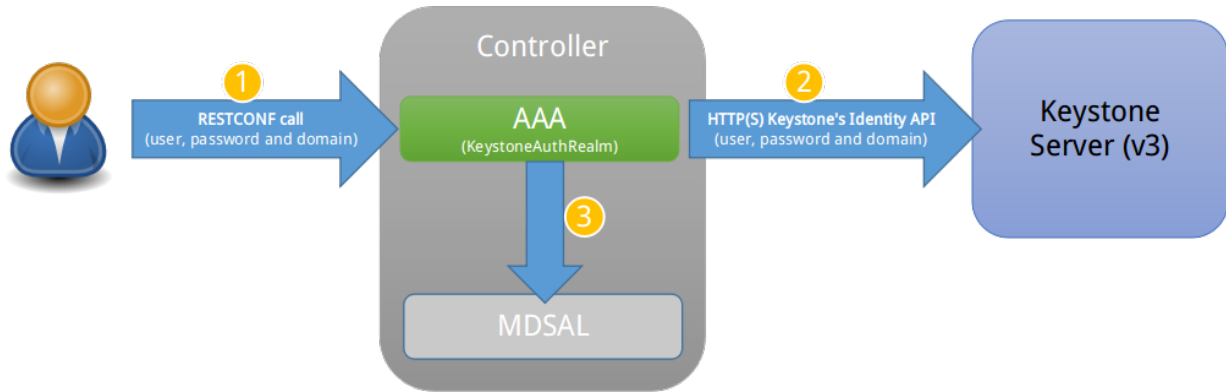 Controller
1
RESTCONF call
(user, password and domain)
AAA
(KeystoneAuthRealm)
2
HTTP(S) Keystone's Identity API
(user, password and domain)
Keystone
Server (v3)
3
MDSAL